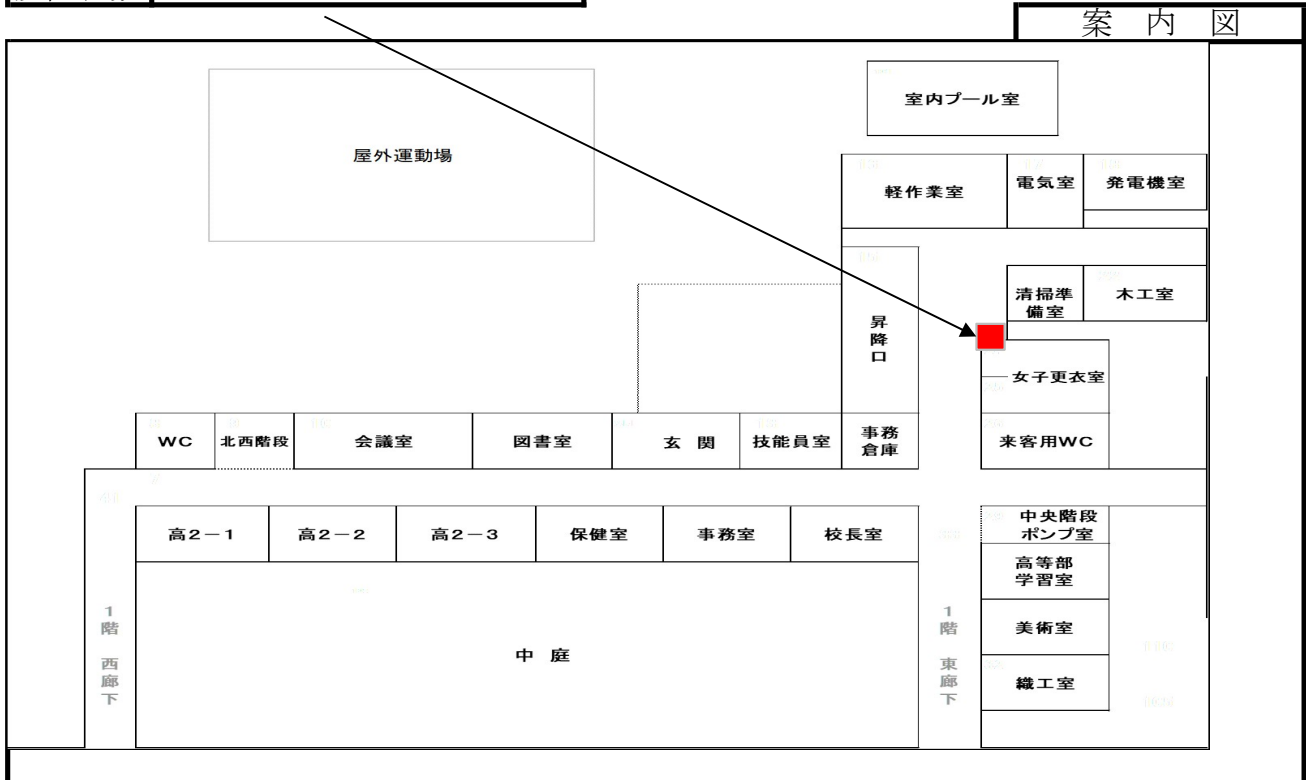 案 内 図
室内プール室
屋外運動場
軽作業室
電気室
発電機室
清掃準
備室
木工室
昇
降
口
女子更衣室
WC
北西階段
会議室
図書室
玄 関
技能員室
事務
倉庫
来客用WC
高2－1
高2－2
高2－3
保健室
事務室
校長室
中央階段
ポンプ室
高等部
学習室
美術室
織工室
中 庭
1
階
西
廊
下
1
階
東
廊
下